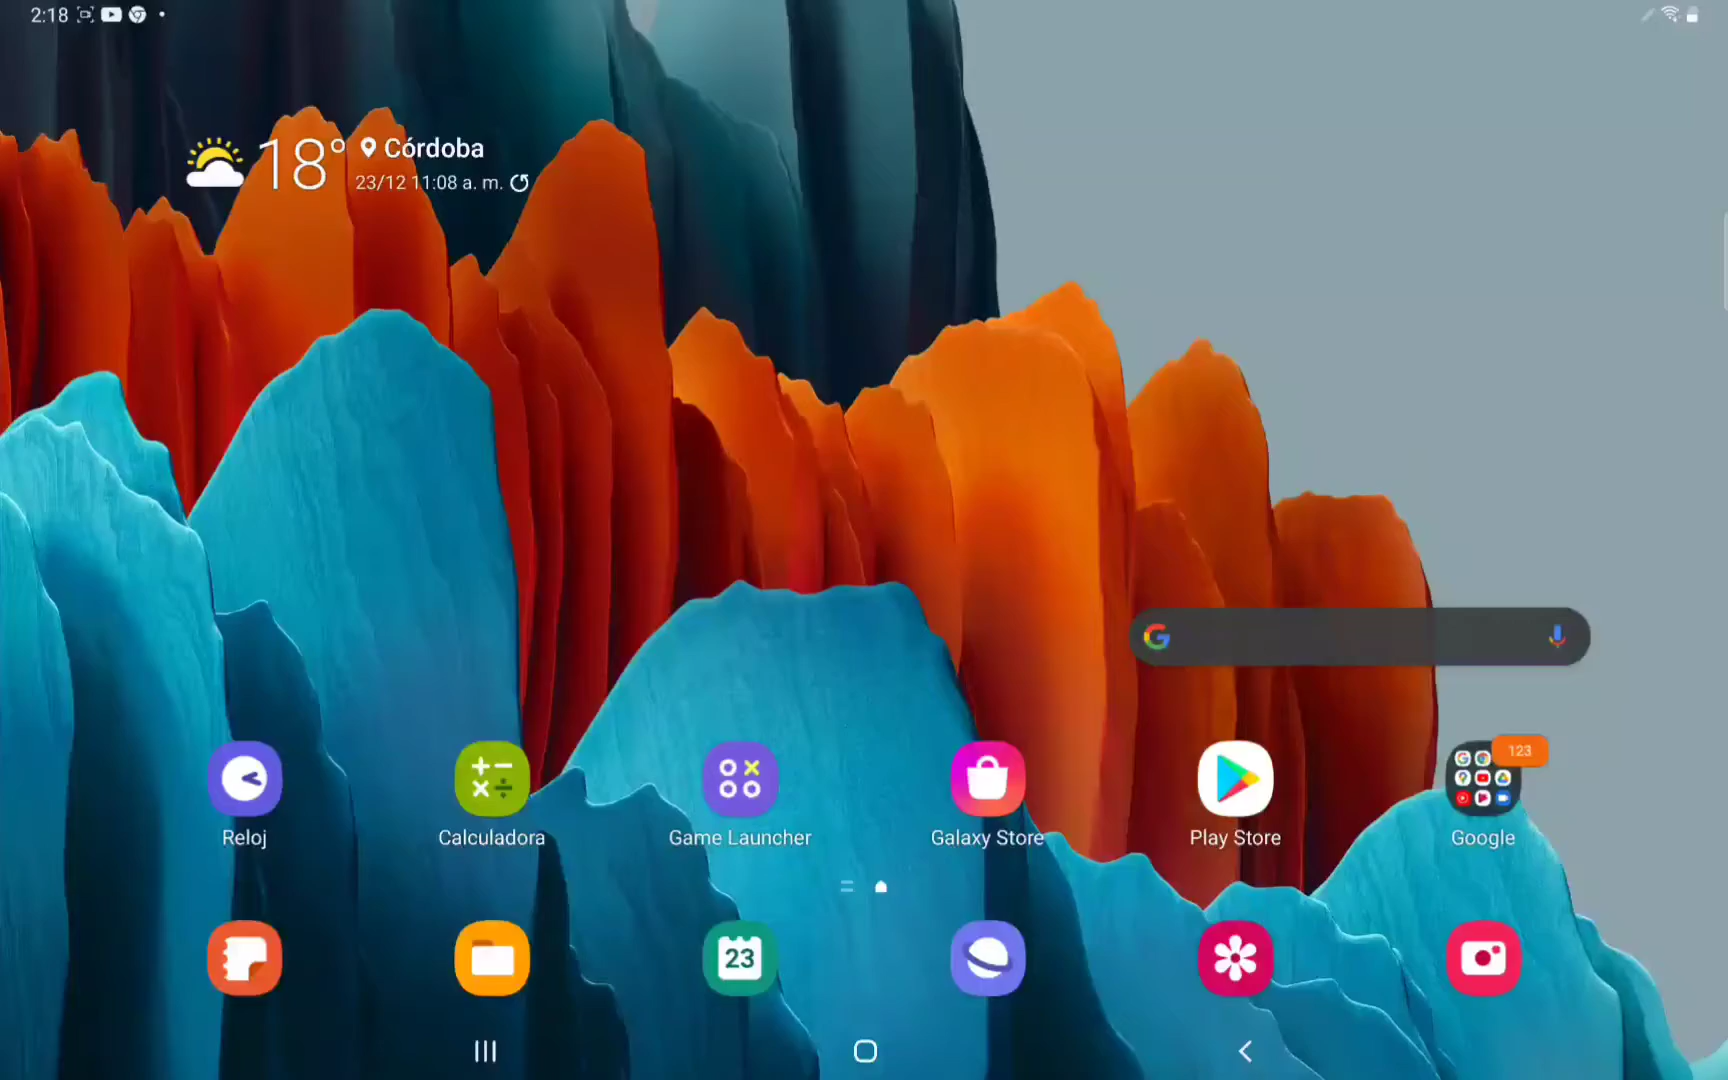 2:18
18°
Córdoba
23/12 11:08 a. m.
123
Reloj
Calculadora
Game Launcher
Galaxy Store
Play Store
Google
23